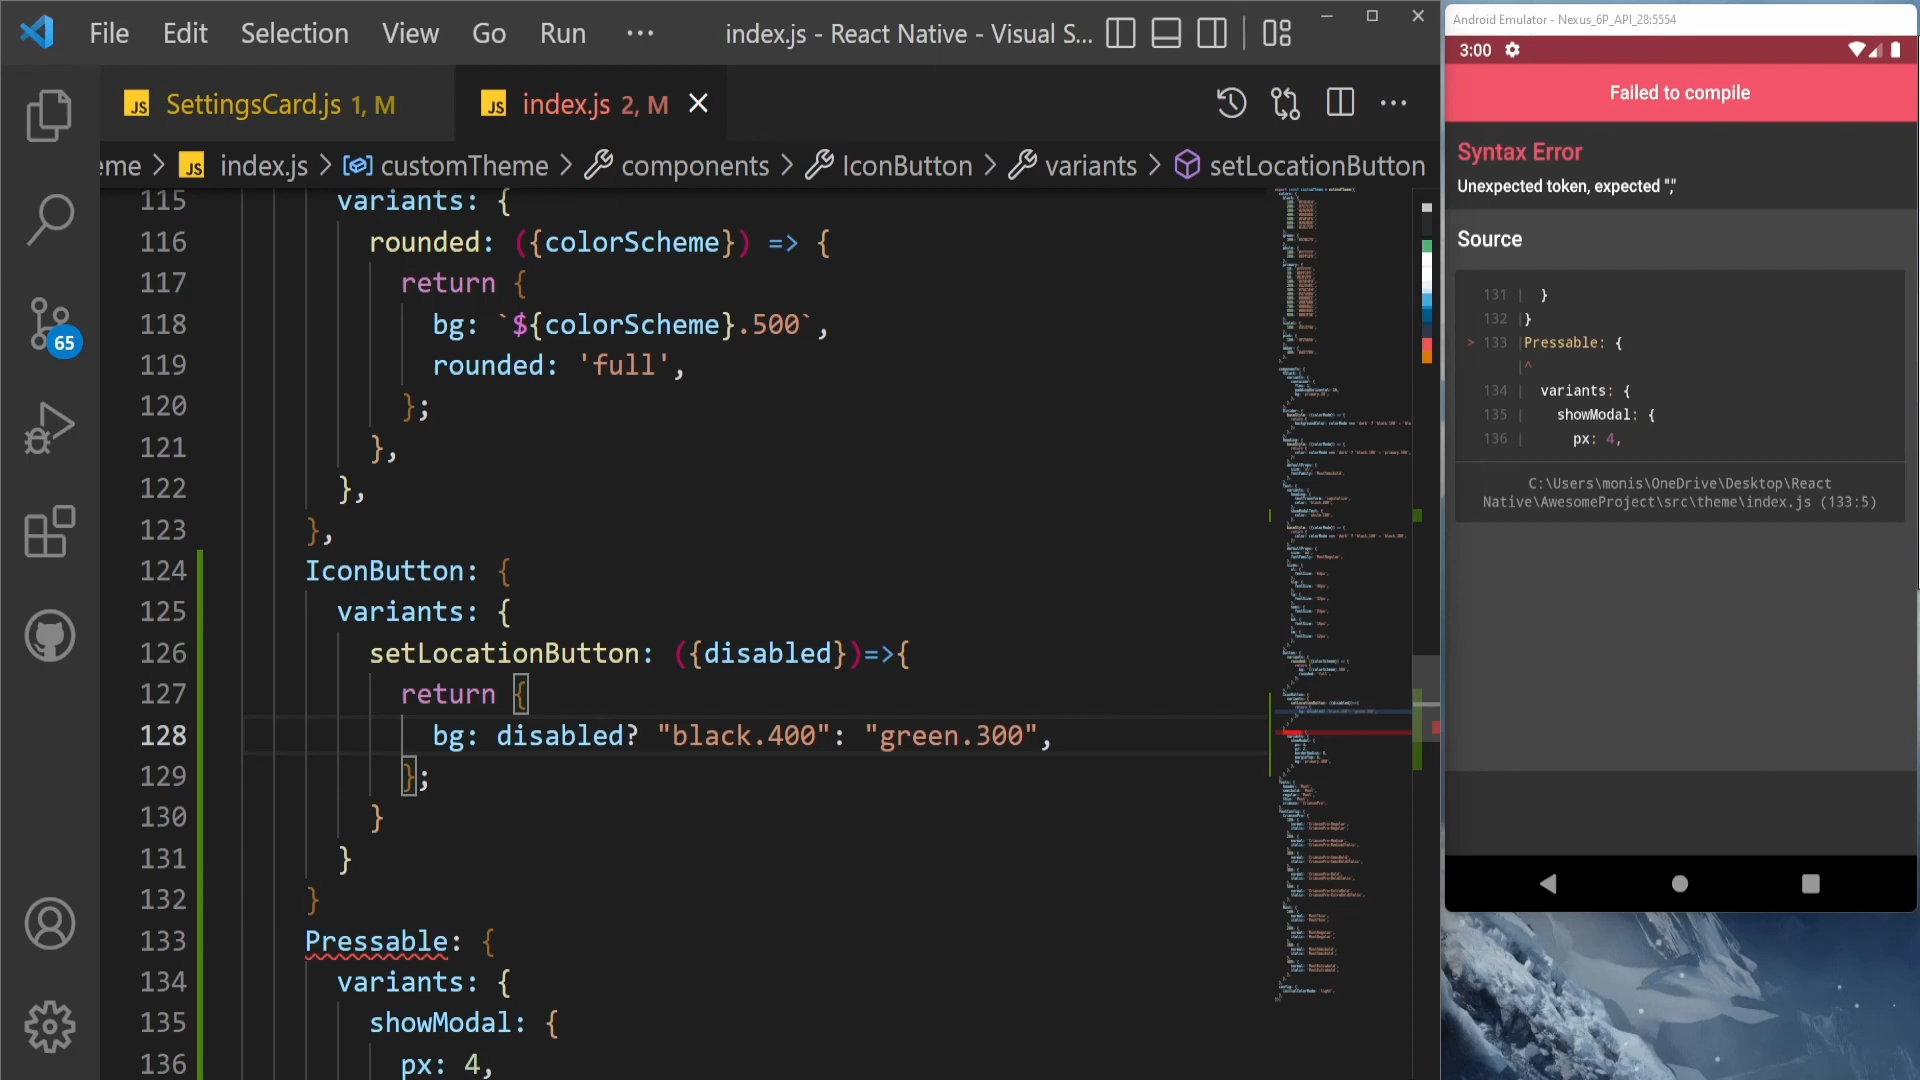 File Edit Selection View Go Run ··· index.js - React Native - Visual S...
JS SettingsCard.js 1, M JS index.js 2, M
eme > JS index.js > customTheme > components > IconButton > variants > setLocationButton
65
115 variants: {
116 rounded: ({colorScheme}) => {
117 return {
118 bg: `${colorScheme}.500`,
119 rounded: 'full',
120 };
121 },
122 },
123 },
124 IconButton: {
125 variants: {
126 setLocationButton: ({disabled})=>{
127 return {
128 bg: disabled? "black.400": "green.300",
129 };
130 }
131 }
132 }
133 Pressable: {
134 variants: {
135 showModal: {
136 px: 4,
Android Emulator - Nexus_6P_API_28:5554
3:00
Failed to compile
Syntax Error
Unexpected token, expected ","
Source
131 | }
132 |}
> 133 |Pressable: {
|^
134 | variants: {
135 | showModal: {
136 | px: 4,
C:\Users\monis\OneDrive\Desktop\React
Native\AwesomeProject\src\theme\index.js (133:5)